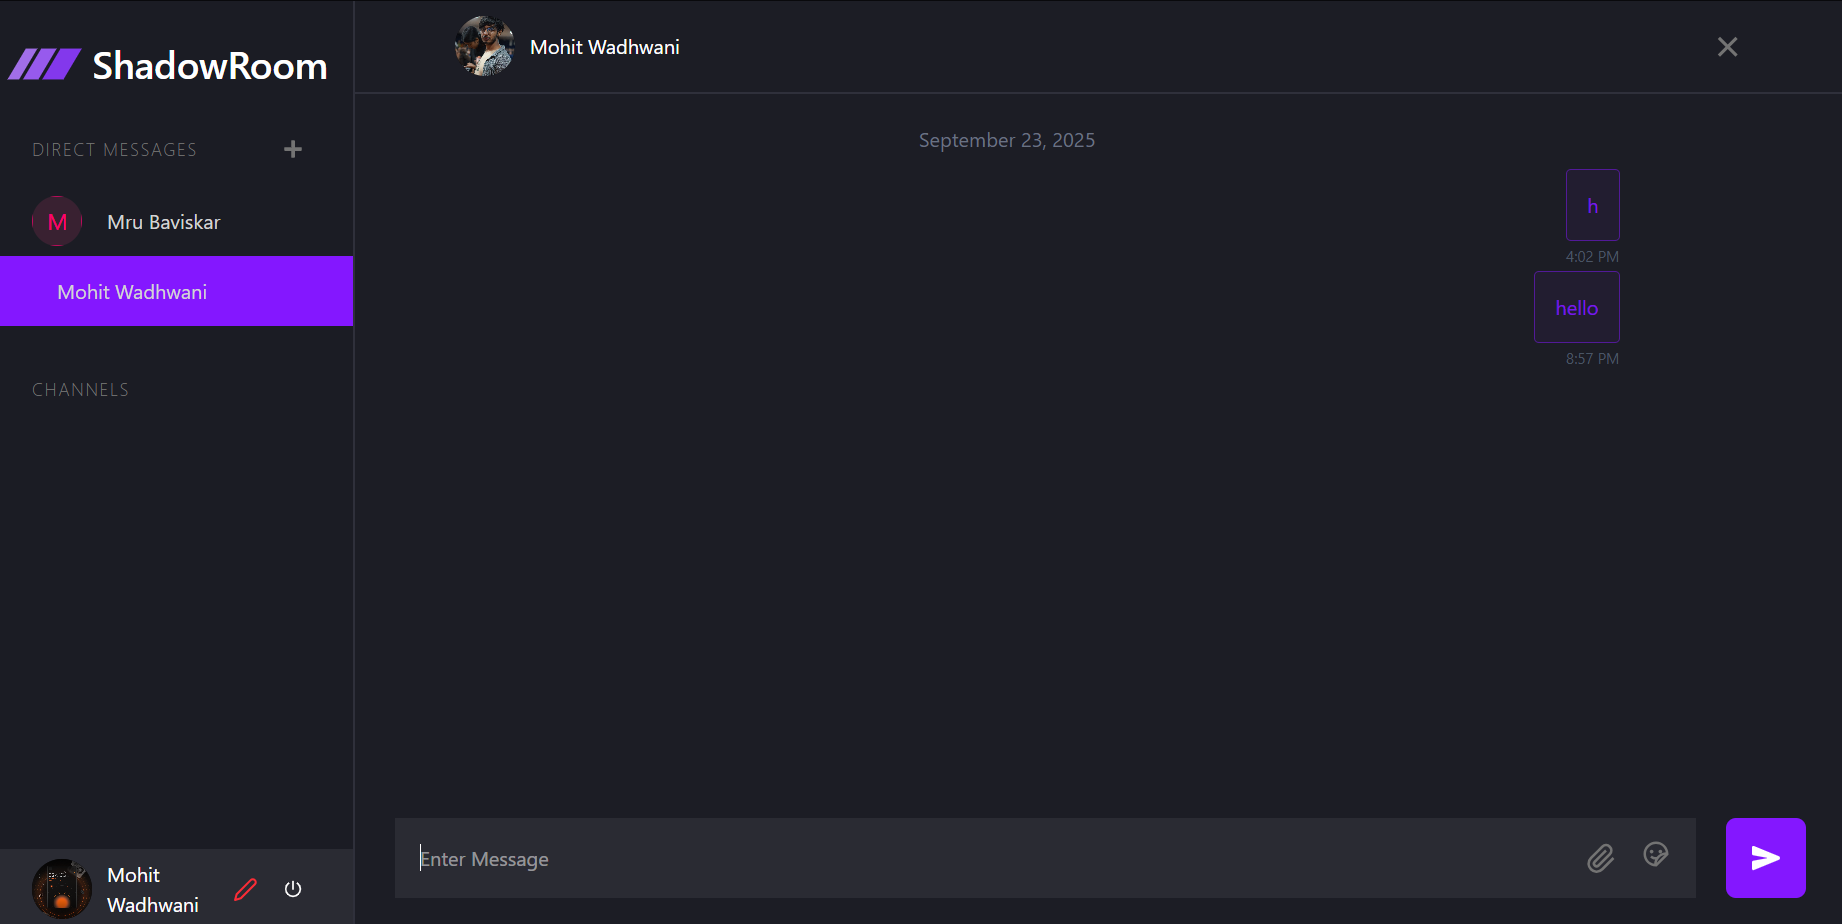 ShadowRoom
DIRECT MESSAGES
M
Mru Baviskar
Mohit Wadhwani
CHANNELS
Mohit
Wadhwani
Mohit Wadhwani
September 23, 2025
h
4:02 PM
hello
8:57 PM
Enter Message